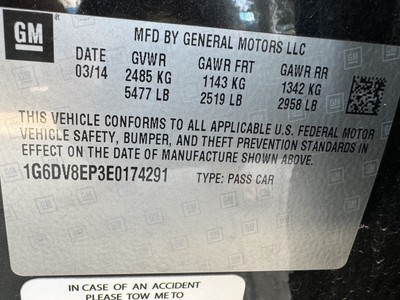 GM
MFD BY GENERAL MOTORS LLC
DATE GVWR GAWR FRT GAWR RR
03/14 2485 KG 1143 KG 1342 KG
5477 LB 2519 LB 2958 LB
THIS VEHICLE CONFORMS TO ALL APPLICABLE U.S. FEDERAL MOTOR
VEHICLE SAFETY, BUMPER, AND THEFT PREVENTION STANDARDS IN
EFFECT ON THE DATE OF MANUFACTURE SHOWN ABOVE.
1G6DV8EP3E0174291 TYPE: PASS CAR
IN CASE OF AN ACCIDENT
PLEASE TOW ME TO